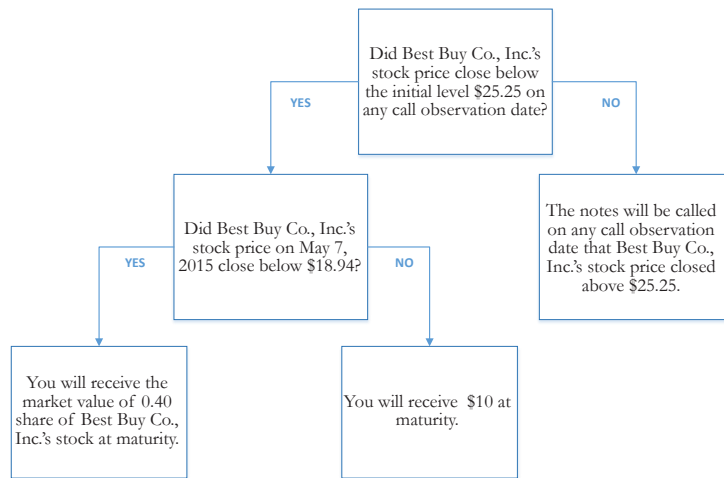 Did Best Buy Co., Inc.'s
stock price close below
the initial level $25.25 on
any call observation date?
YES
NO
Did Best Buy Co., Inc.'s
stock price on May 7,
2015 close below $18.94?
The notes will be called
on any call observation
date that Best Buy Co.,
Inc.'s stock price closed
above $25.25.
YES
NO
You will receive the
market value of 0.40
share of Best Buy Co.,
Inc.'s stock at maturity.
You will receive $10 at
maturity.